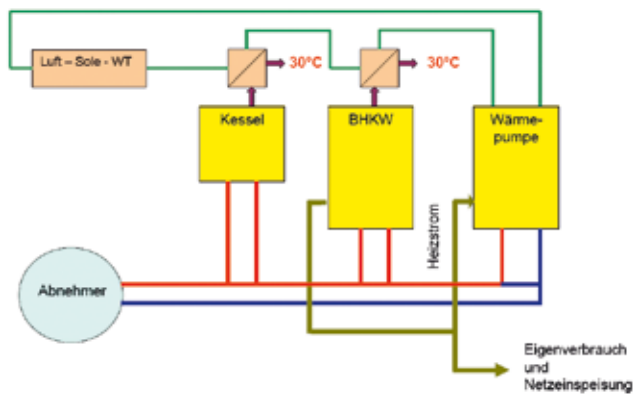 Luft – Sole - WT
30°C
30°C
Kessel
BHKW
Wärme-
pumpe
Heizstrom
Abnehmer
Eigenverbrauch
und
Netzeinspeisung